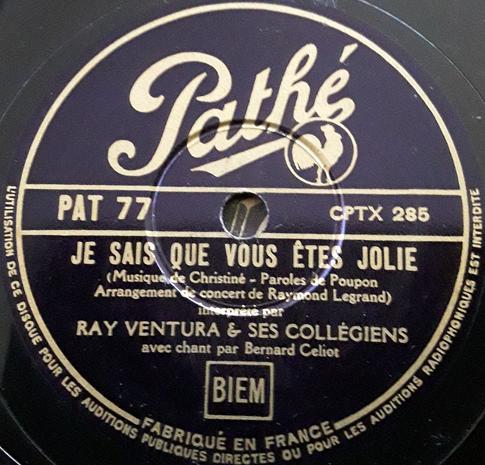 Pathé
PAT 77
CPTX 285
JE SAIS QUE VOUS ÊTES JOLIE
(Musique de Christiné - Paroles de Poupon
Arrangement de concert de Raymond Legrand)
interprété par
RAY VENTURA & SES COLLÉGIENS
avec chant par Bernard Celiot
BIEM
FABRIQUÉ EN FRANCE
L'UTILISATION DE CE DISQUE POUR LES AUDITIONS PUBLIQUES DIRECTES OU POUR LES AUDITIONS RADIOPHONIQUES EST INTERDITE